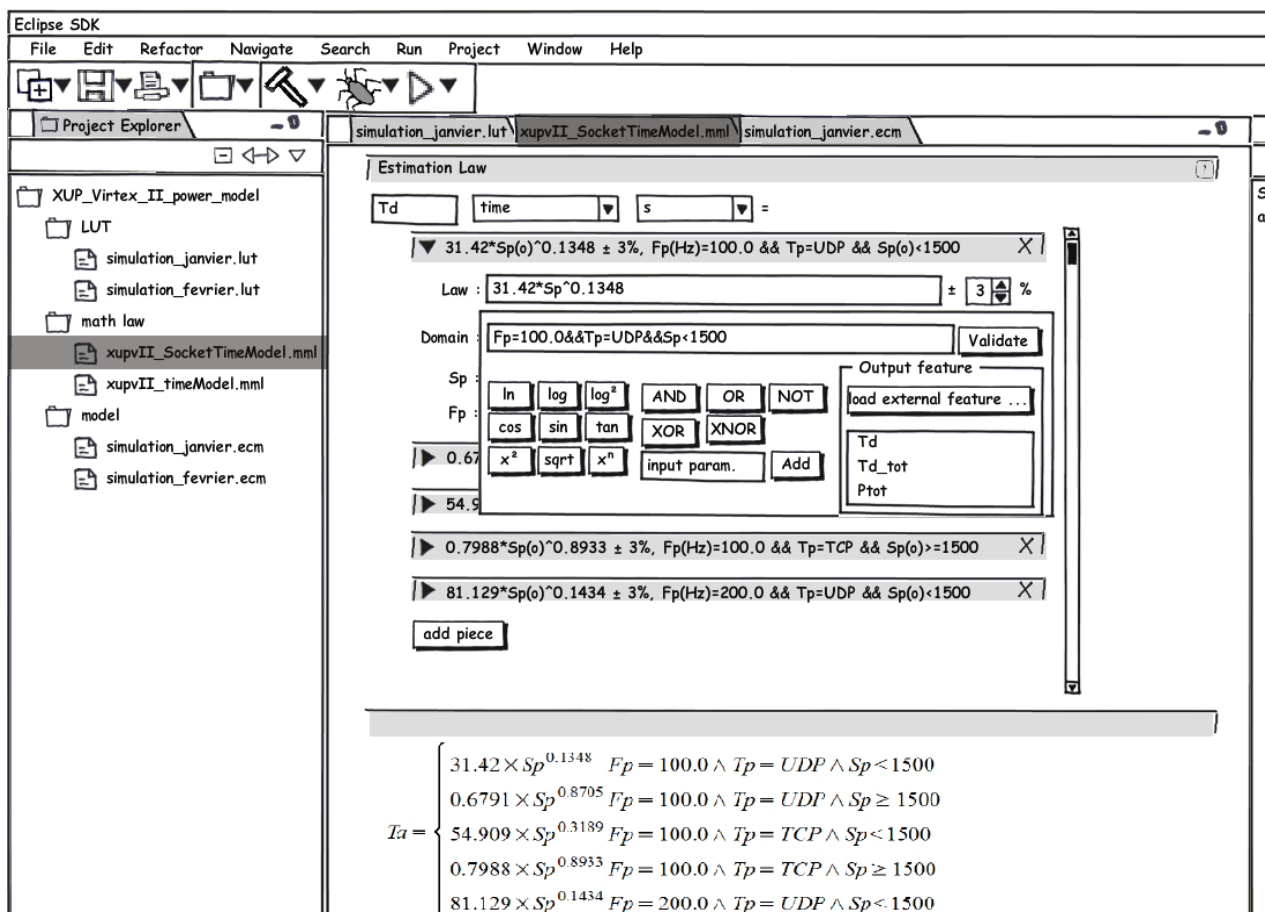 Eclipse SDK
File Edit Refactor Navigate Search Run Project Window Help
Project Explorer
XUP_Virtex_II_power_model
LUT
simulation_janvier.lut
simulation_fevrier.lut
math law
xupvII_SocketTimeModel.mml
xupvII_timeModel.mml
model
simulation_janvier.ecm
simulation_fevrier.ecm
simulation_janvier.lut xupvII_SocketTimeModel.mml simulation_janvier.ecm
Estimation Law ?
Td time s =
31.42*Sp(o)^0.1348 ± 3%, Fp(Hz)=100.0 && Tp=UDP && Sp(o)<1500 X
Law : 31.42*Sp^0.1348 ± 3 %
Domain : Fp=100.0&&Tp=UDP&&Sp<1500 Validate
Sp :
Fp :
ln log log² AND OR NOT
cos sin tan XOR XNOR
x² sqrt xⁿ input param. Add
Output feature
load external feature ...
Td
Td_tot
Ptot
0.67
54.9
0.7988*Sp(o)^0.8933 ± 3%, Fp(Hz)=100.0 && Tp=TCP && Sp(o)>=1500 X
81.129*Sp(o)^0.1434 ± 3%, Fp(Hz)=200.0 && Tp=UDP && Sp(o)<1500 X
add piece
31.42 × Sp^0.1348 Fp = 100.0 ∧ Tp = UDP ∧ Sp < 1500
0.6791 × Sp^0.8705 Fp = 100.0 ∧ Tp = UDP ∧ Sp ≥ 1500
Ta = { 54.909 × Sp^0.3189 Fp = 100.0 ∧ Tp = TCP ∧ Sp < 1500
0.7988 × Sp^0.8933 Fp = 100.0 ∧ Tp = TCP ∧ Sp ≥ 1500
81.129 × Sp^0.1434 Fp = 200.0 ∧ Tp = UDP ∧ Sp < 1500
S
a